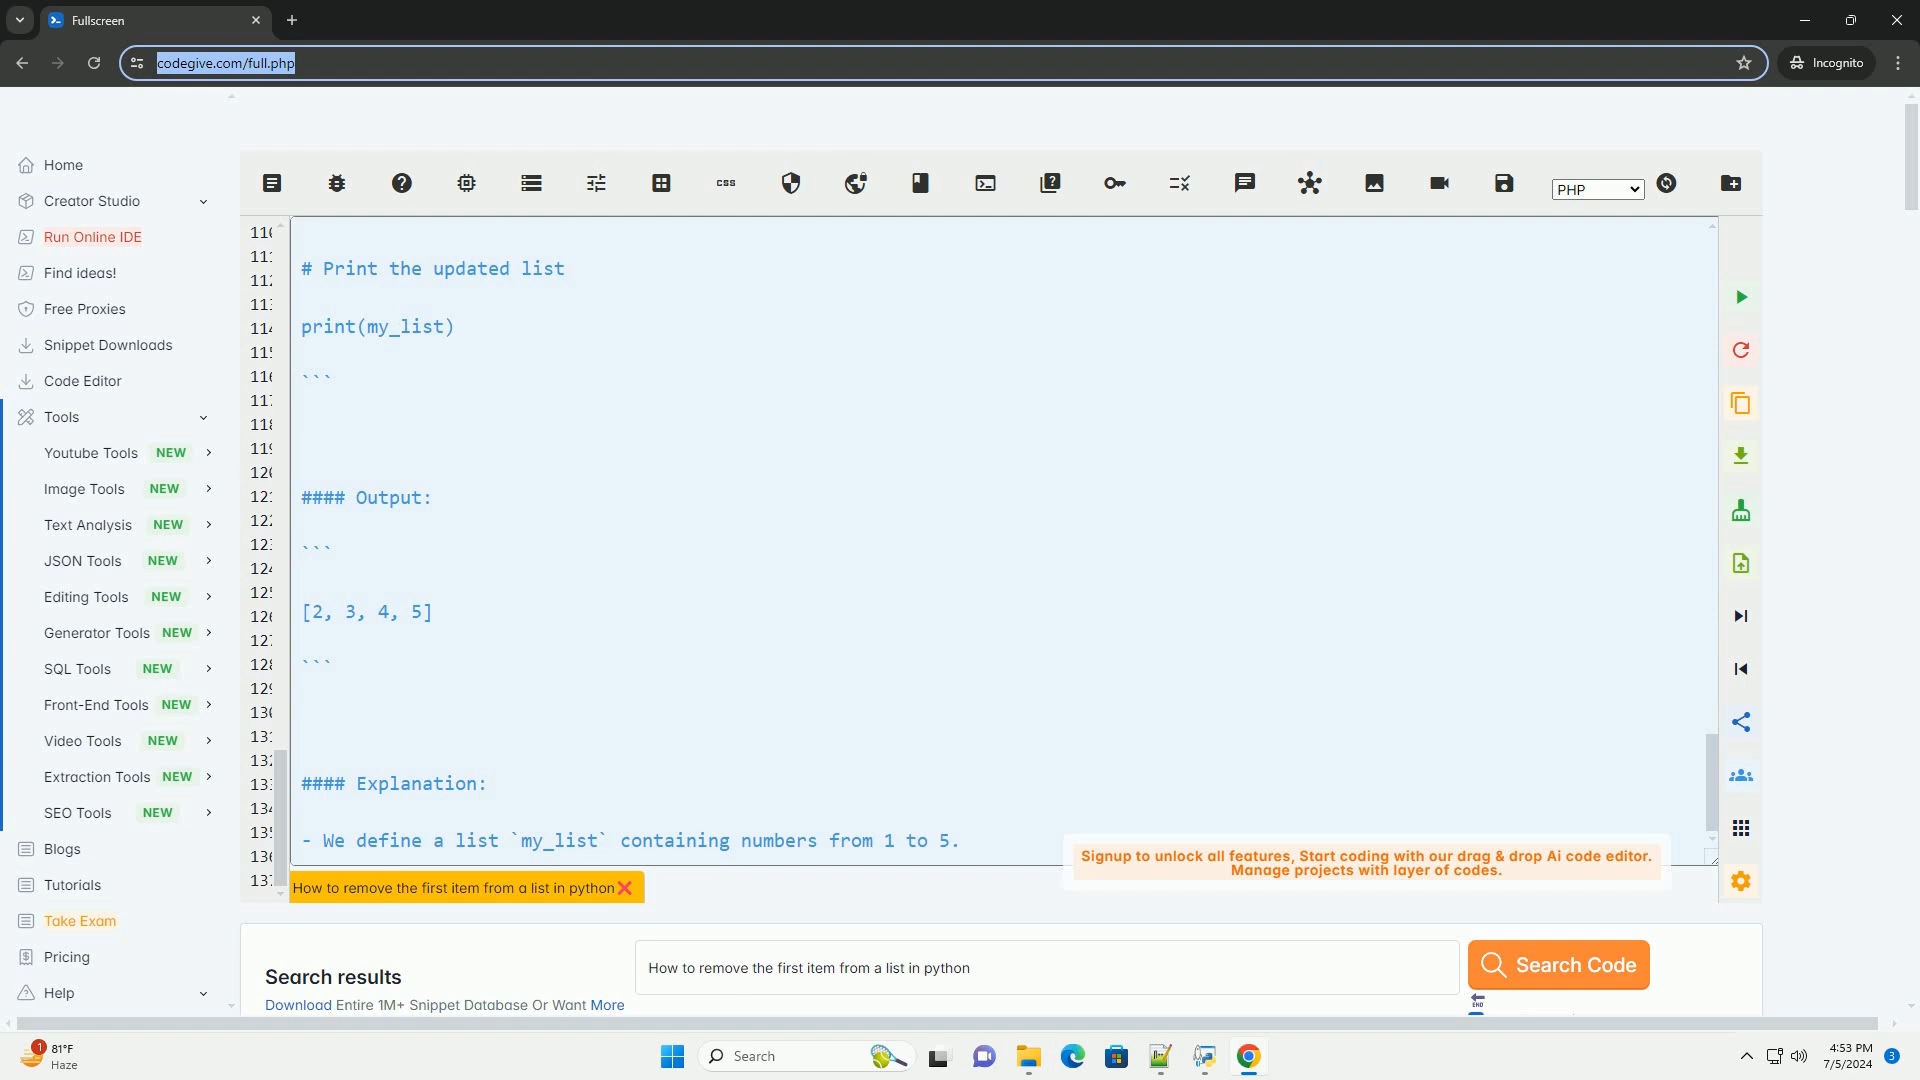 Fullscreen
codegive.com/full.php
Incognito
Home
Creator Studio
Run Online IDE
Find ideas!
Free Proxies
Snippet Downloads
Code Editor
Tools
Youtube Tools NEW
Image Tools NEW
Text Analysis NEW
JSON Tools NEW
Editing Tools NEW
Generator Tools NEW
SQL Tools NEW
Front-End Tools NEW
Video Tools NEW
Extraction Tools NEW
SEO Tools NEW
Blogs
Tutorials
Take Exam
Pricing
Help
css
PHP
# Print the updated list
print(my_list)
```
#### Output:
```
[2, 3, 4, 5]
```
#### Explanation:
- We define a list `my_list` containing numbers from 1 to 5.
Signup to unlock all features, Start coding with our drag & drop Ai code editor.
Manage projects with layer of codes.
How to remove the first item from a list in python
Search results
Download Entire 1M+ Snippet Database Or Want More
How to remove the first item from a list in python
Search Code
END
1
81°F
Haze
Search
4:53 PM
7/5/2024
3